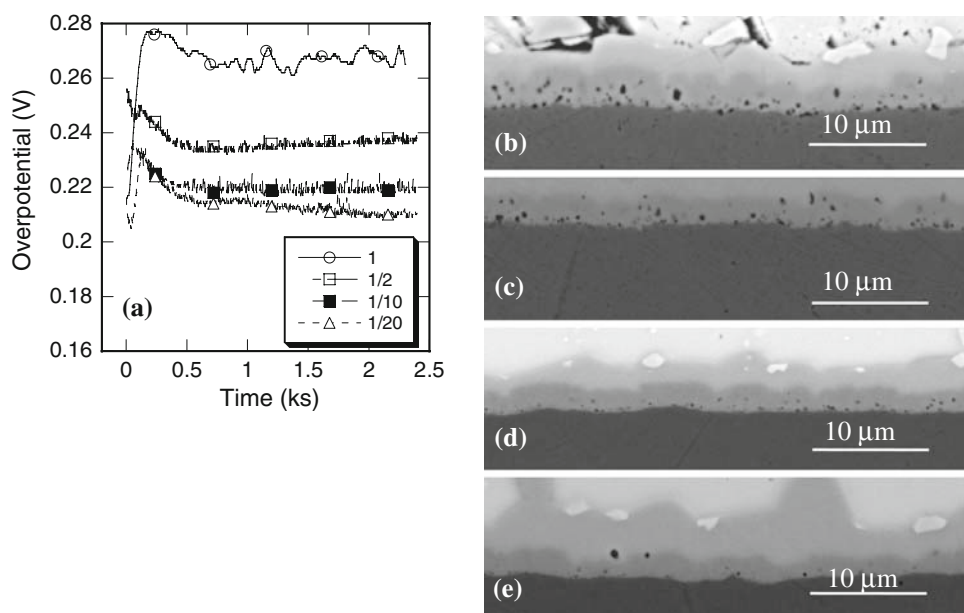 0.28
0.26
0.24
0.22
0.2
0.18
0.16
Overpotential (V)
(a)
1
1/2
1/10
1/20
0 0.5 1 1.5 2 2.5
Time (ks)
(b)
10 µm
(c)
10 µm
(d)
10 µm
(e)
10 µm